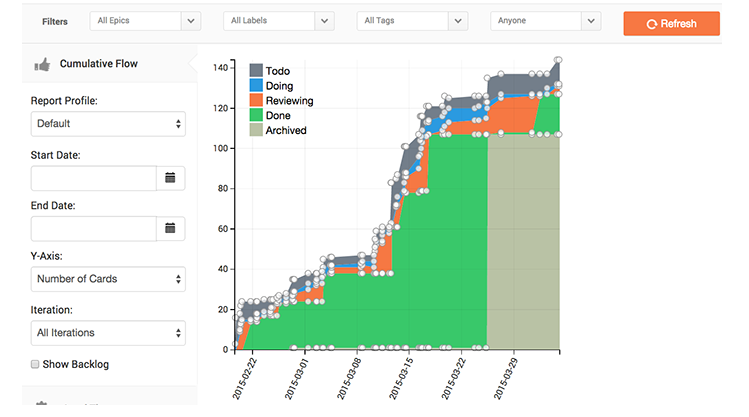 Filters All Epics All Labels All Tags Anyone Refresh
Cumulative Flow
Report Profile:
Default
Start Date:
End Date:
Y-Axis:
Number of Cards
Iteration:
All Iterations
Show Backlog
Todo
Doing
Reviewing
Done
Archived
140
120
100
80
60
40
20
0
2015-02-22
2015-03-01
2015-03-08
2015-03-15
2015-03-22
2015-03-29